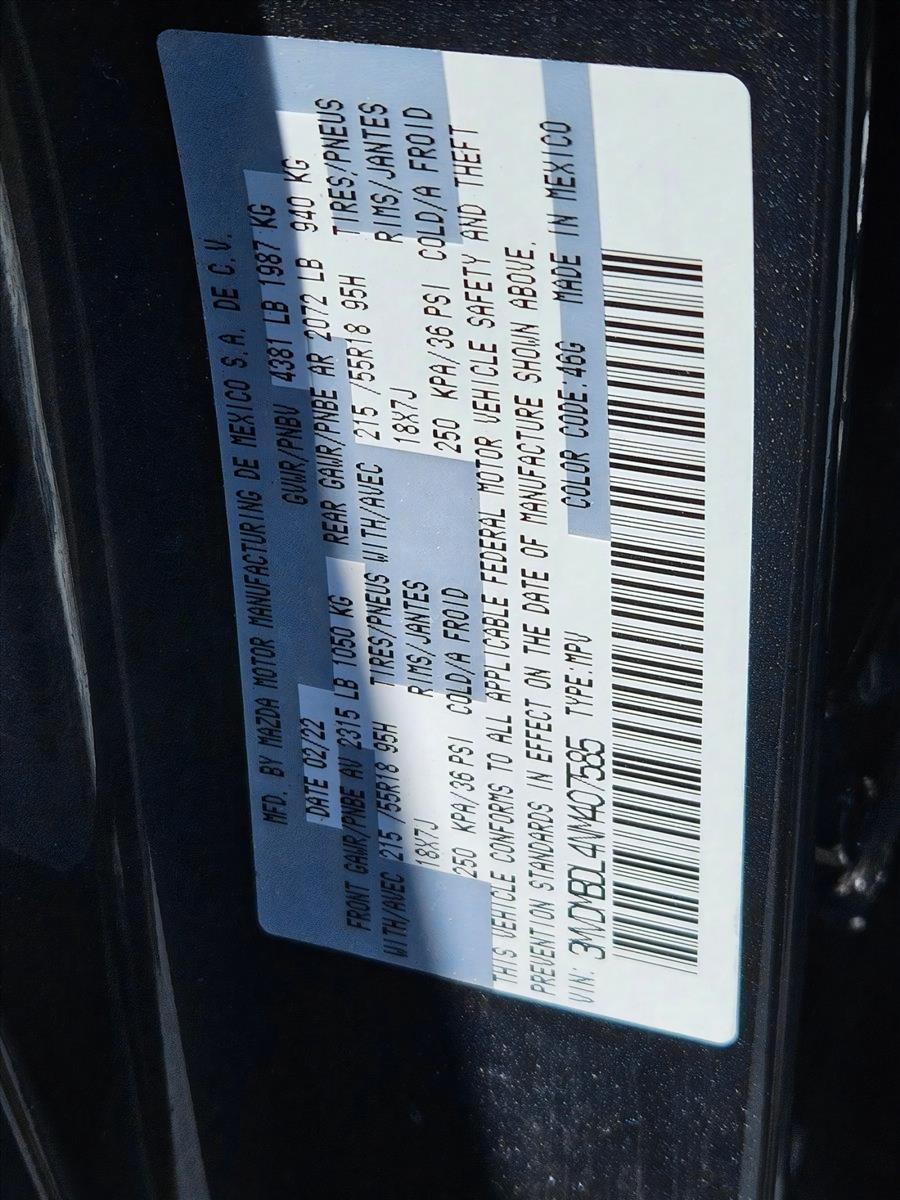 MFD. BY MAZDA MOTOR MANUFACTURING DE MEXICO S.A. DE C.V.
DATE 02/22 GVWR/PNBV 4381 LB 1987 KG
FRONT GAWR/PNBE AV 2315 LB 1050 KG REAR GAWR/PNBE AR 2072 LB 940 KG
WITH/AVEC 215 /55R18 95H TIRES/PNEUS WITH/AVEC 215 /55R18 95H TIRES/PNEUS
18X7J RIMS/JANTES 18X7J RIMS/JANTES
250 KPA/36 PSI COLD/A FROID 250 KPA/36 PSI COLD/A FROID
THIS VEHICLE CONFORMS TO ALL APPLICABLE FEDERAL MOTOR VEHICLE SAFETY AND THEFT
PREVENTION STANDARDS IN EFFECT ON THE DATE OF MANUFACTURE SHOWN ABOVE.
VIN: 3MVDMBDL4NM407585 TYPE:MPV COLOR CODE:46G MADE IN MEXICO